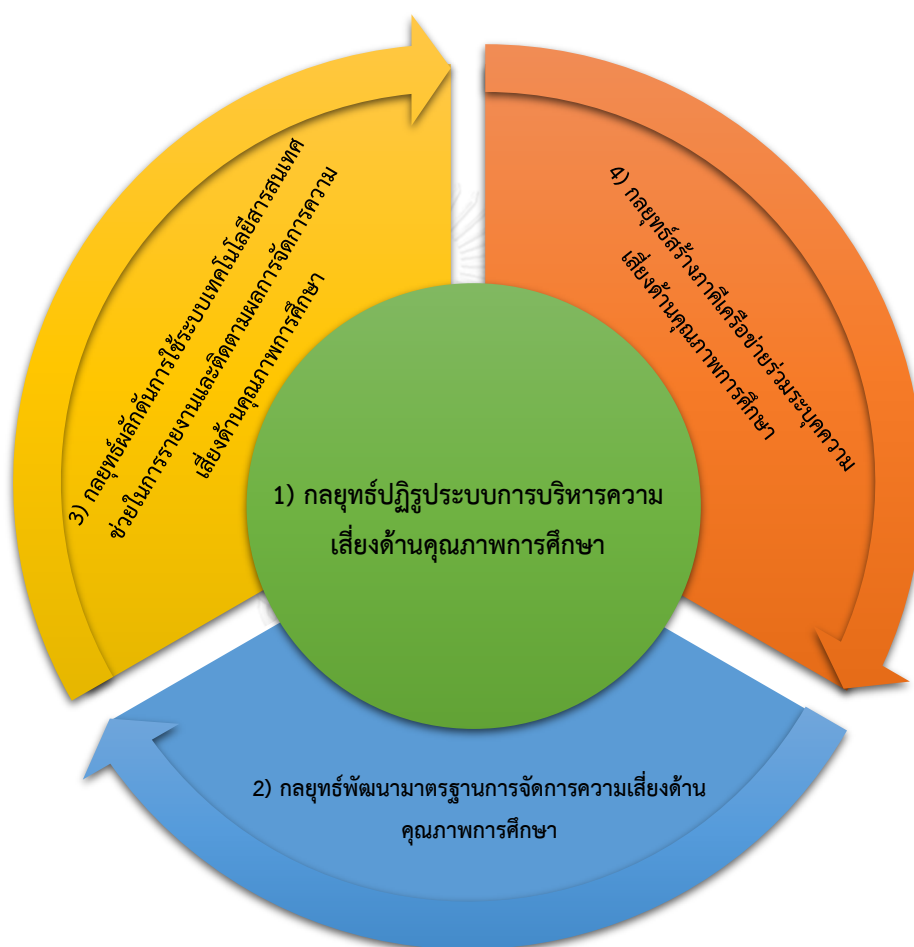 1) กลยุทธ์ปฏิรูประบบการบริหารความ
เสี่ยงด้านคุณภาพการศึกษา
2) กลยุทธ์พัฒนามาตรฐานการจัดการความเสี่ยงด้าน
คุณภาพการศึกษา
3) กลยุทธ์ผลักดันการใช้ระบบเทคโนโลยีสารสนเทศ
ช่วยในการรายงานและติดตามผลการจัดการความ
เสี่ยงด้านคุณภาพการศึกษา
4) กลยุทธ์สร้างภาคีเครือข่ายร่วมระบุคความ
เสี่ยงด้านคุณภาพการศึกษา